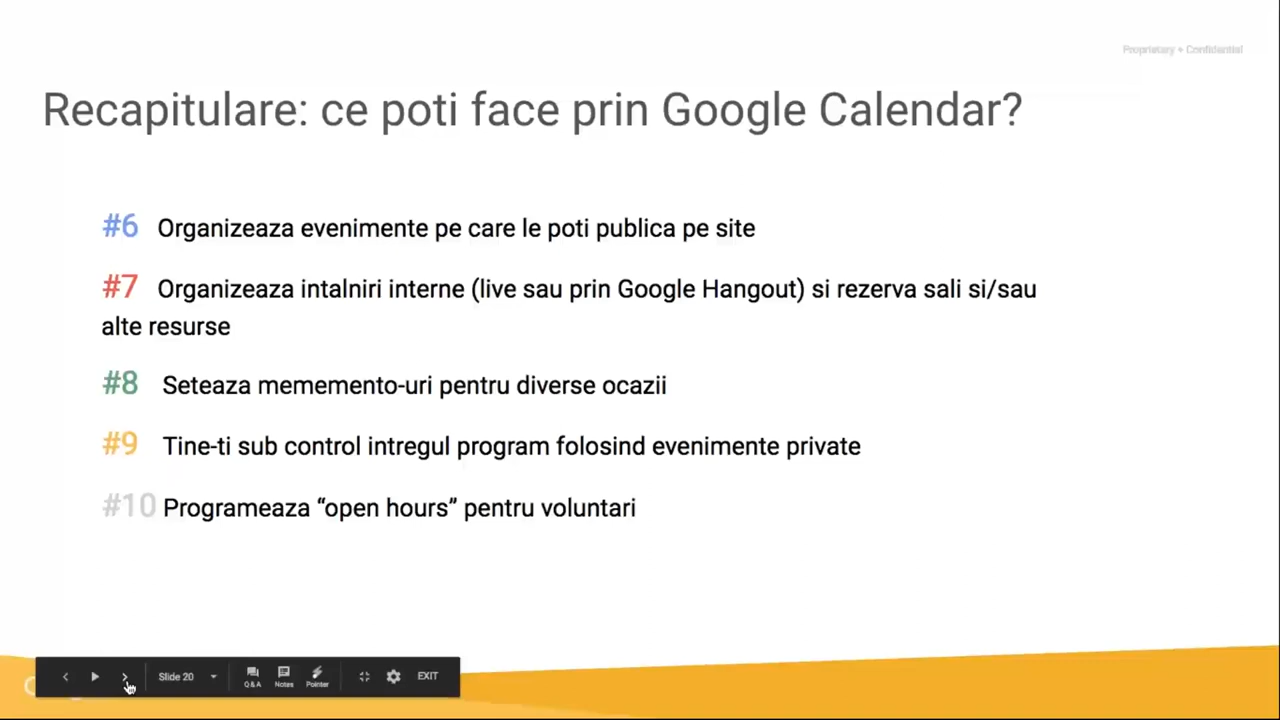 Proprietary + Confidential
Recapitulare: ce poti face prin Google Calendar?
#6 Organizeaza evenimente pe care le poti publica pe site
#7 Organizeaza intalniri interne (live sau prin Google Hangout) si rezerva sali si/sau
alte resurse
#8 Seteaza mememento-uri pentru diverse ocazii
#9 Tine-ti sub control intregul program folosind evenimente private
#10 Programeaza “open hours” pentru voluntari
Slide 20 Q&A Notes Pointer EXIT